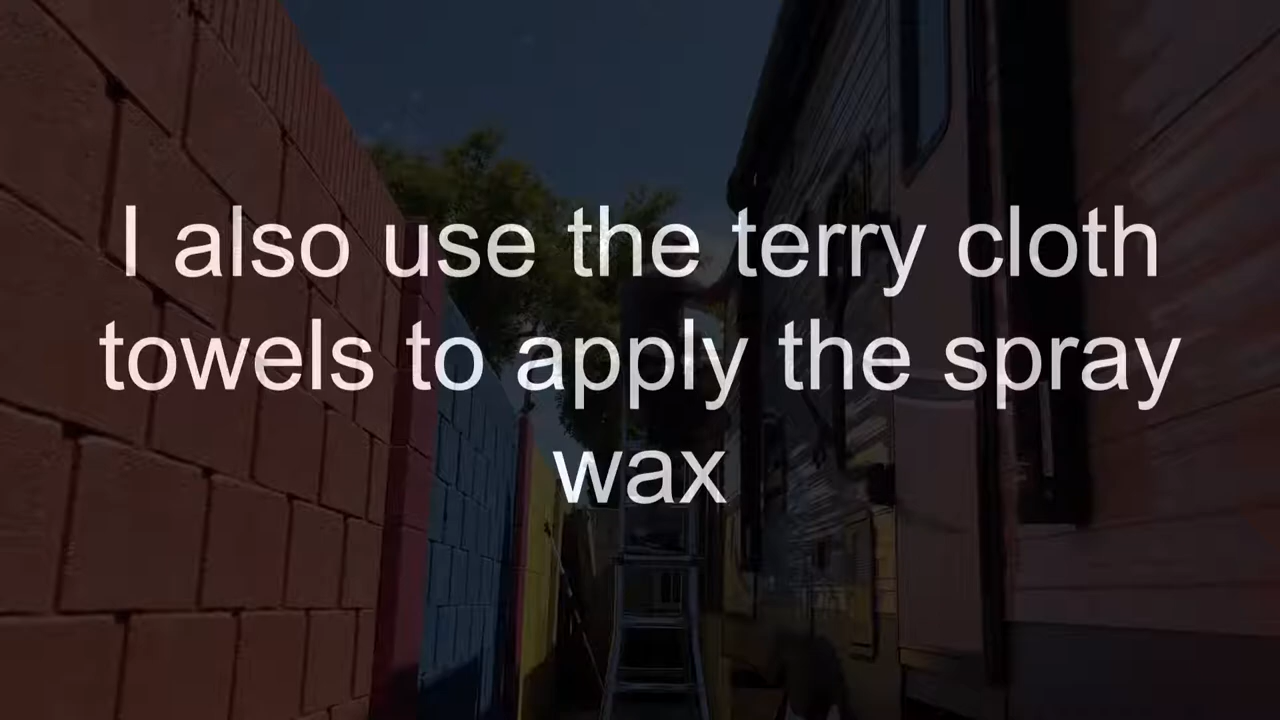 I also use the terry cloth
towels to apply the spray
wax